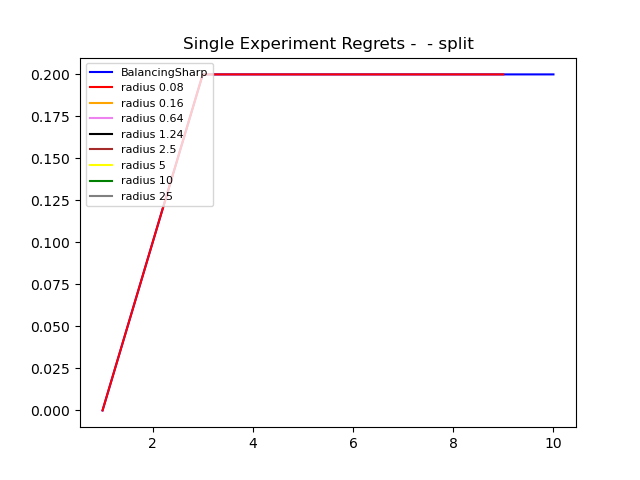 Single Experiment Regrets -  - split
0.200
0.175
0.150
0.125
0.100
0.075
0.050
0.025
0.000
BalancingSharp
radius 0.08
radius 0.16
radius 0.64
radius 1.24
radius 2.5
radius 5
radius 10
radius 25
2 4 6 8 10